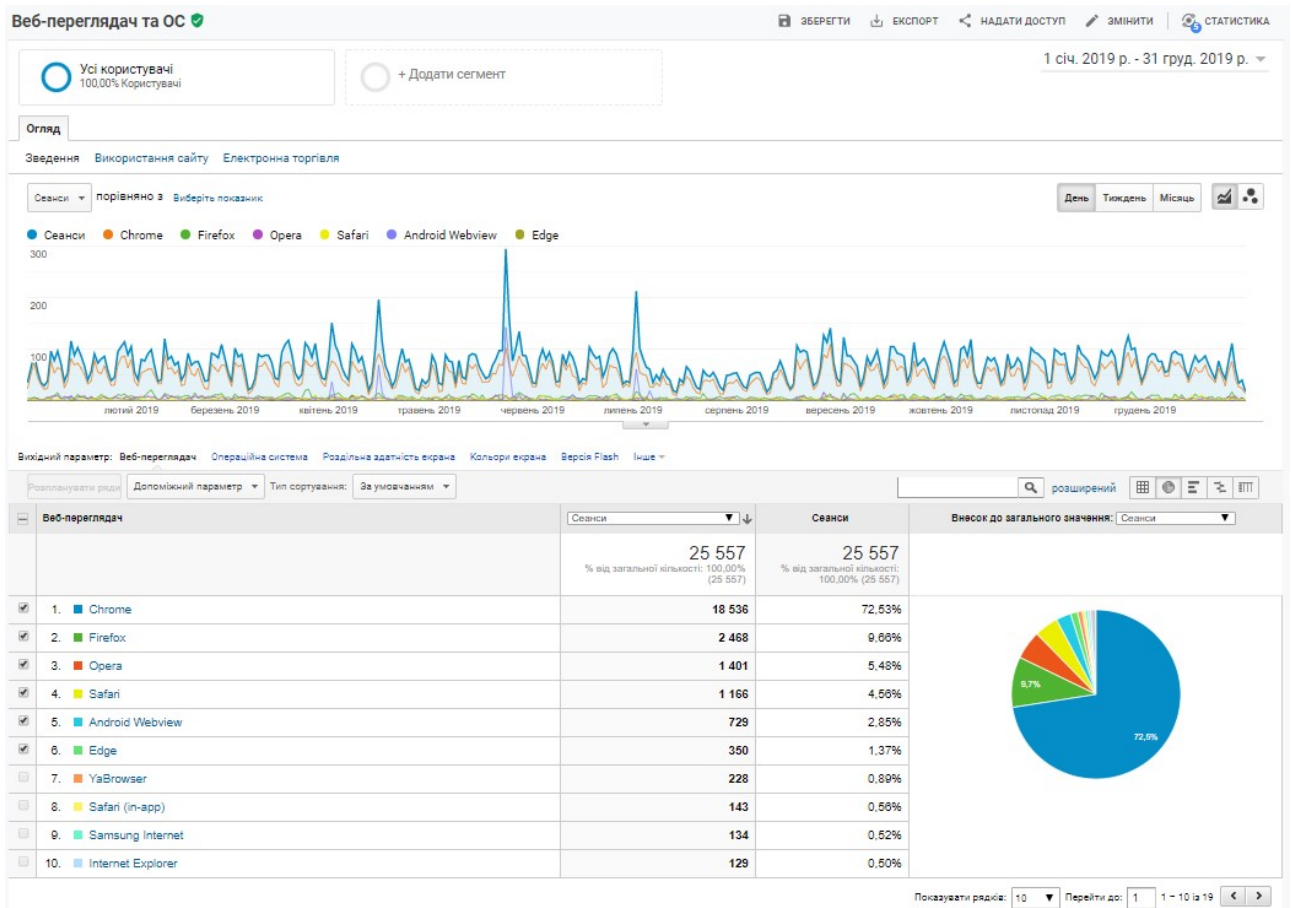 Веб-переглядач та ОС
ЗБЕРЕГТИ ЕКСПОРТ НАДАТИ ДОСТУП ЗМІНИТИ 5 СТАТИСТИКА
Усі користувачі
100,00% Користувачі
+ Додати сегмент
1 січ. 2019 р. - 31 груд. 2019 р.
Огляд
Зведення Використання сайту Електронна торгівля
Сеанси порівняно з Виберіть показник
День Тиждень Місяць
Сеанси Chrome Firefox Opera Safari Android Webview Edge
300
200
100
лютий 2019 березень 2019 квітень 2019 травень 2019 червень 2019 липень 2019 серпень 2019 вересень 2019 жовтень 2019 листопад 2019 грудень 2019
Вихідний параметр: Веб-переглядач Операційна система Роздільна здатність екрана Кольори екрана Версія Flash Інше
Розпланувати ряди Допоміжний параметр Тип сортування: За умовчанням розширений
Веб-переглядач Сеанси Сеанси Внесок до загального значення: Сеанси
25 557 25 557
% від загальної кількості: 100,00% (25 557) % від загальної кількості: 100,00% (25 557)
1. Chrome 18 536 72,53%
2. Firefox 2 468 9,66%
3. Opera 1 401 5,48%
4. Safari 1 166 4,56%
5. Android Webview 729 2,85%
6. Edge 350 1,37%
7. YaBrowser 228 0,89%
8. Safari (in-app) 143 0,56%
9. Samsung Internet 134 0,52%
10. Internet Explorer 129 0,50%
9,7%
72,5%
Показувати рядків: 10 Перейти до: 1 1 – 10 із 19